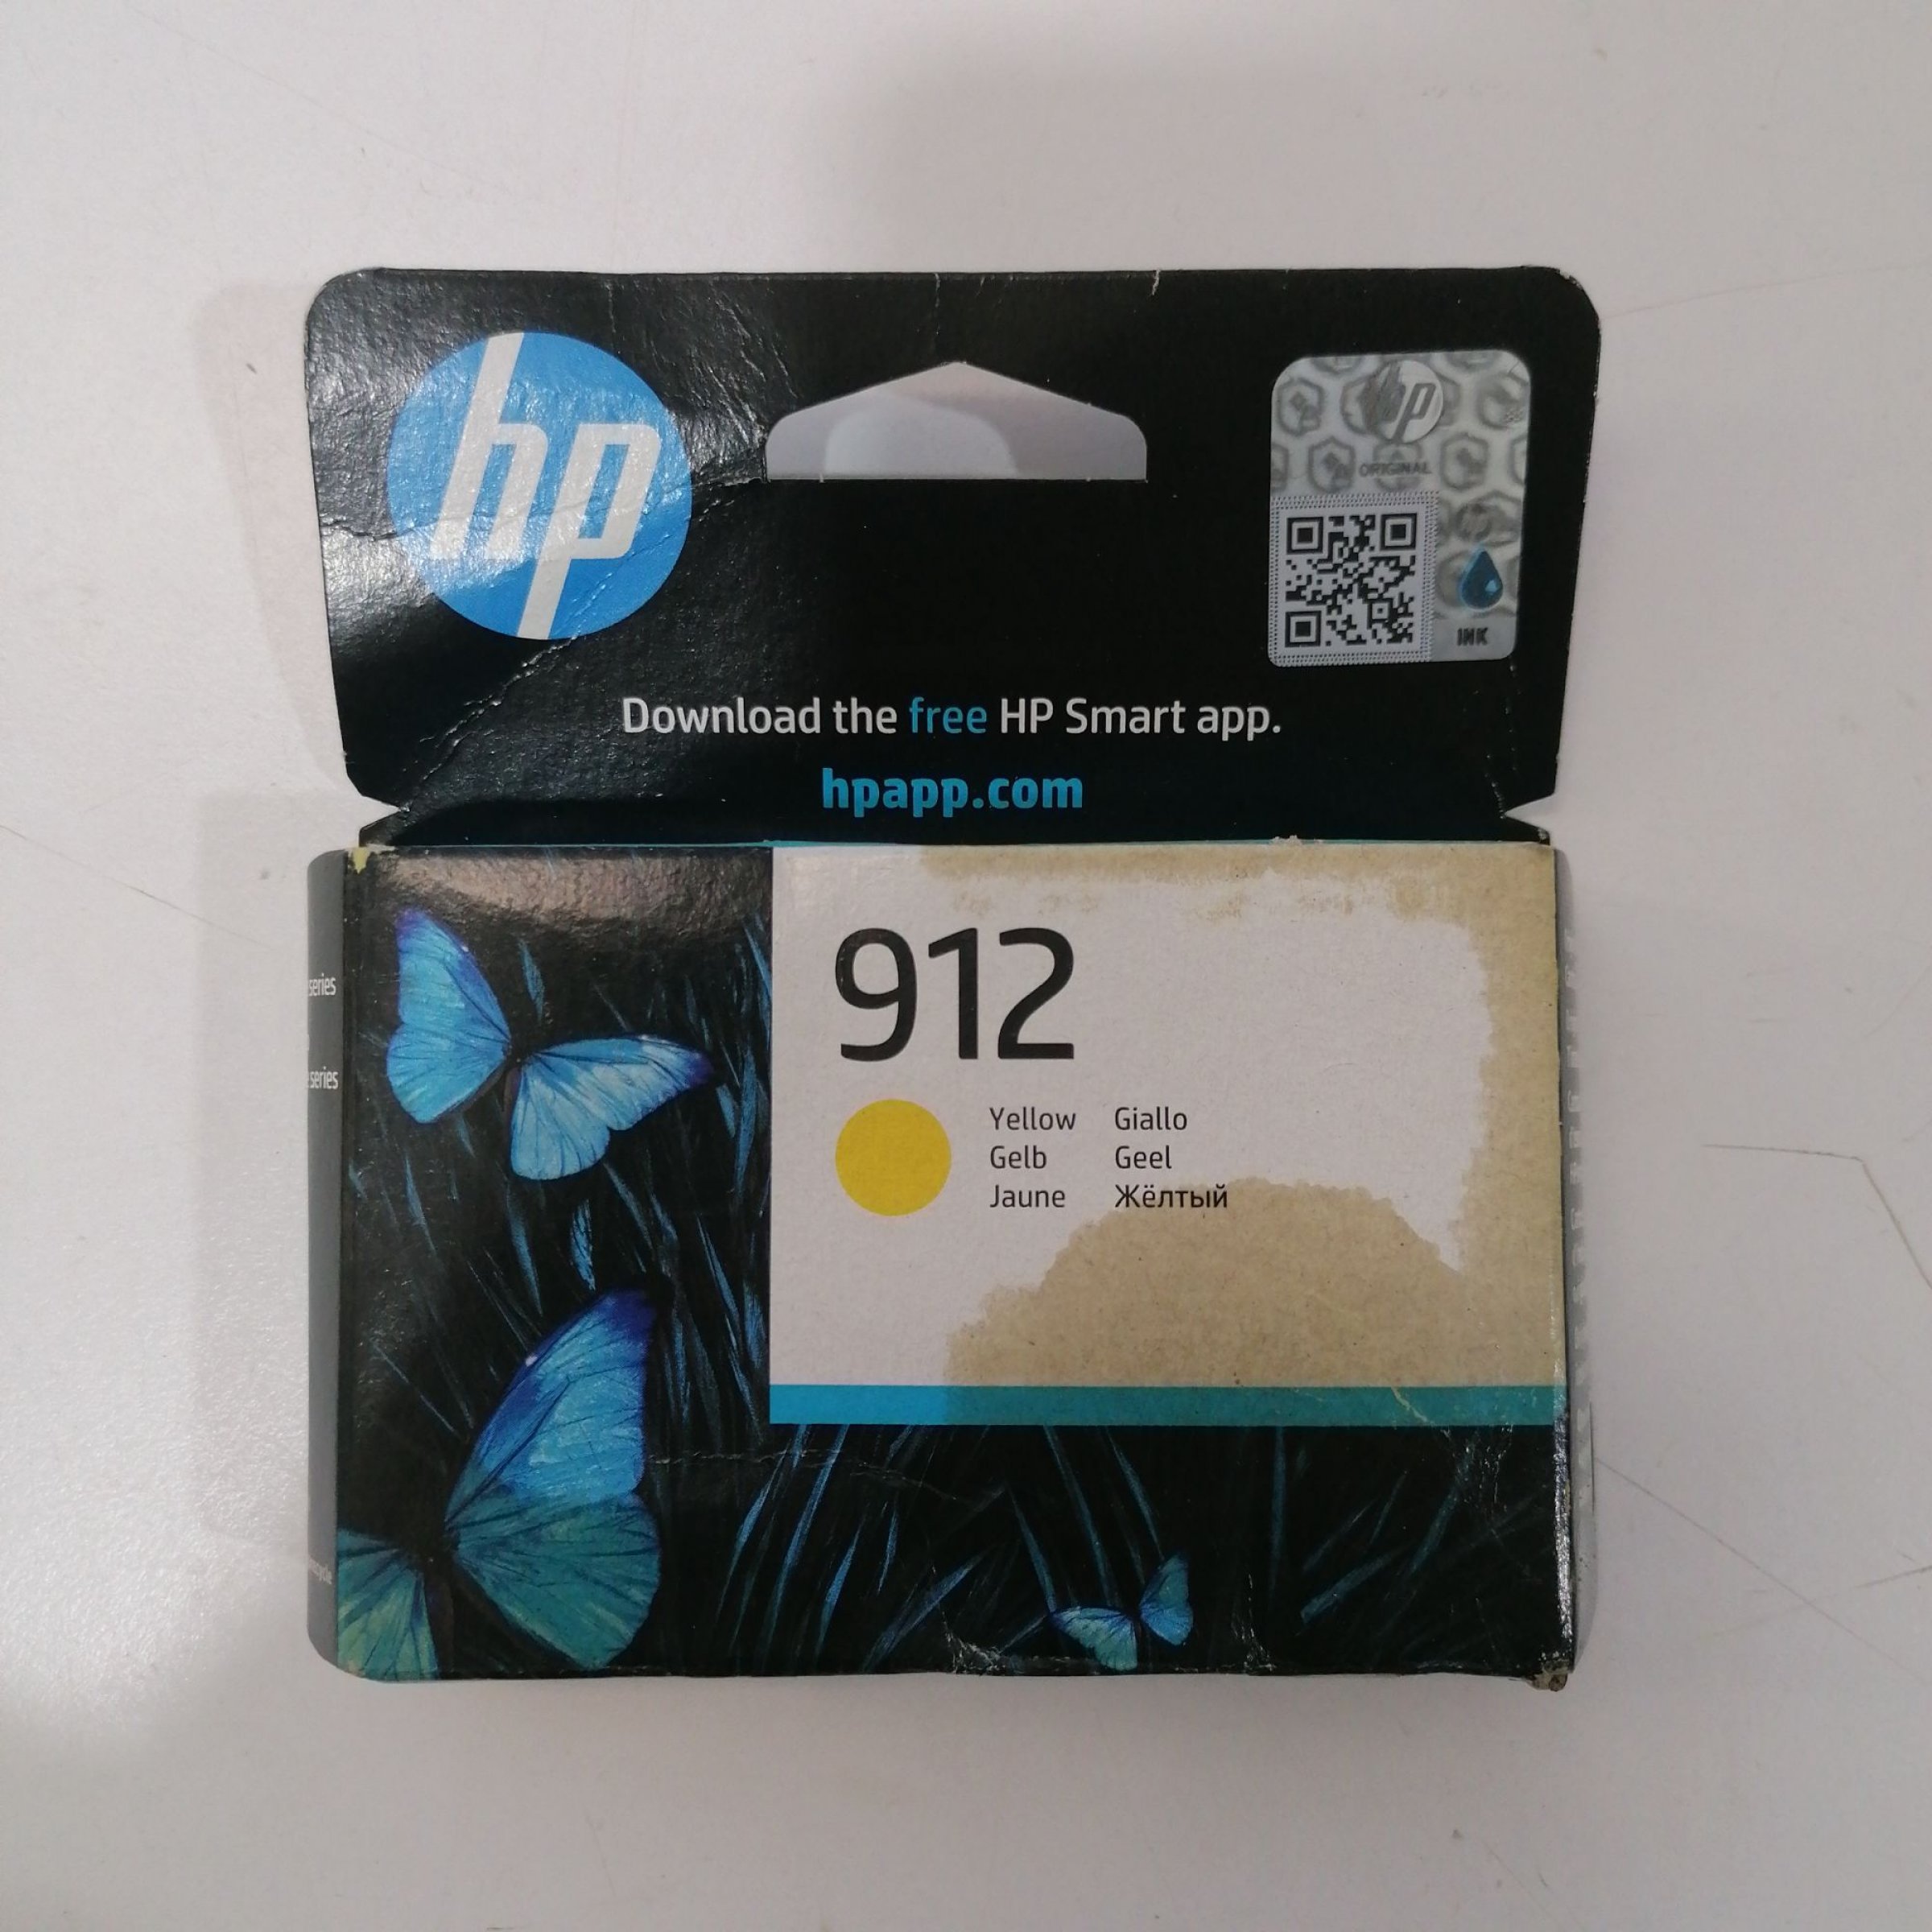 hp
hp
ORIGINAL
INK
Download the free HP Smart app.
hpapp.com
series
series
912
Yellow Giallo
Gelb Geel
Jaune Жёлтый